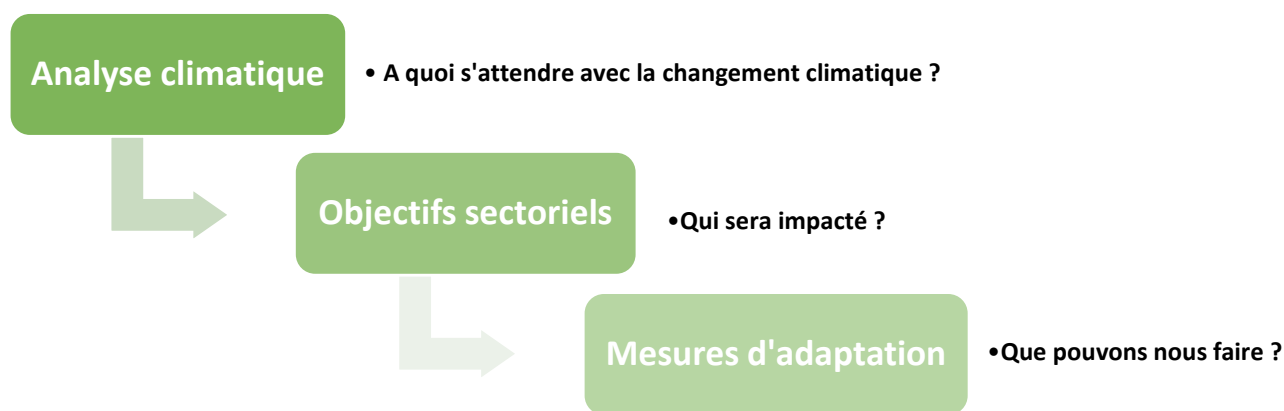 Analyse climatique
• A quoi s'attendre avec la changement climatique ?
Objectifs sectoriels
•Qui sera impacté ?
Mesures d'adaptation
•Que pouvons nous faire ?